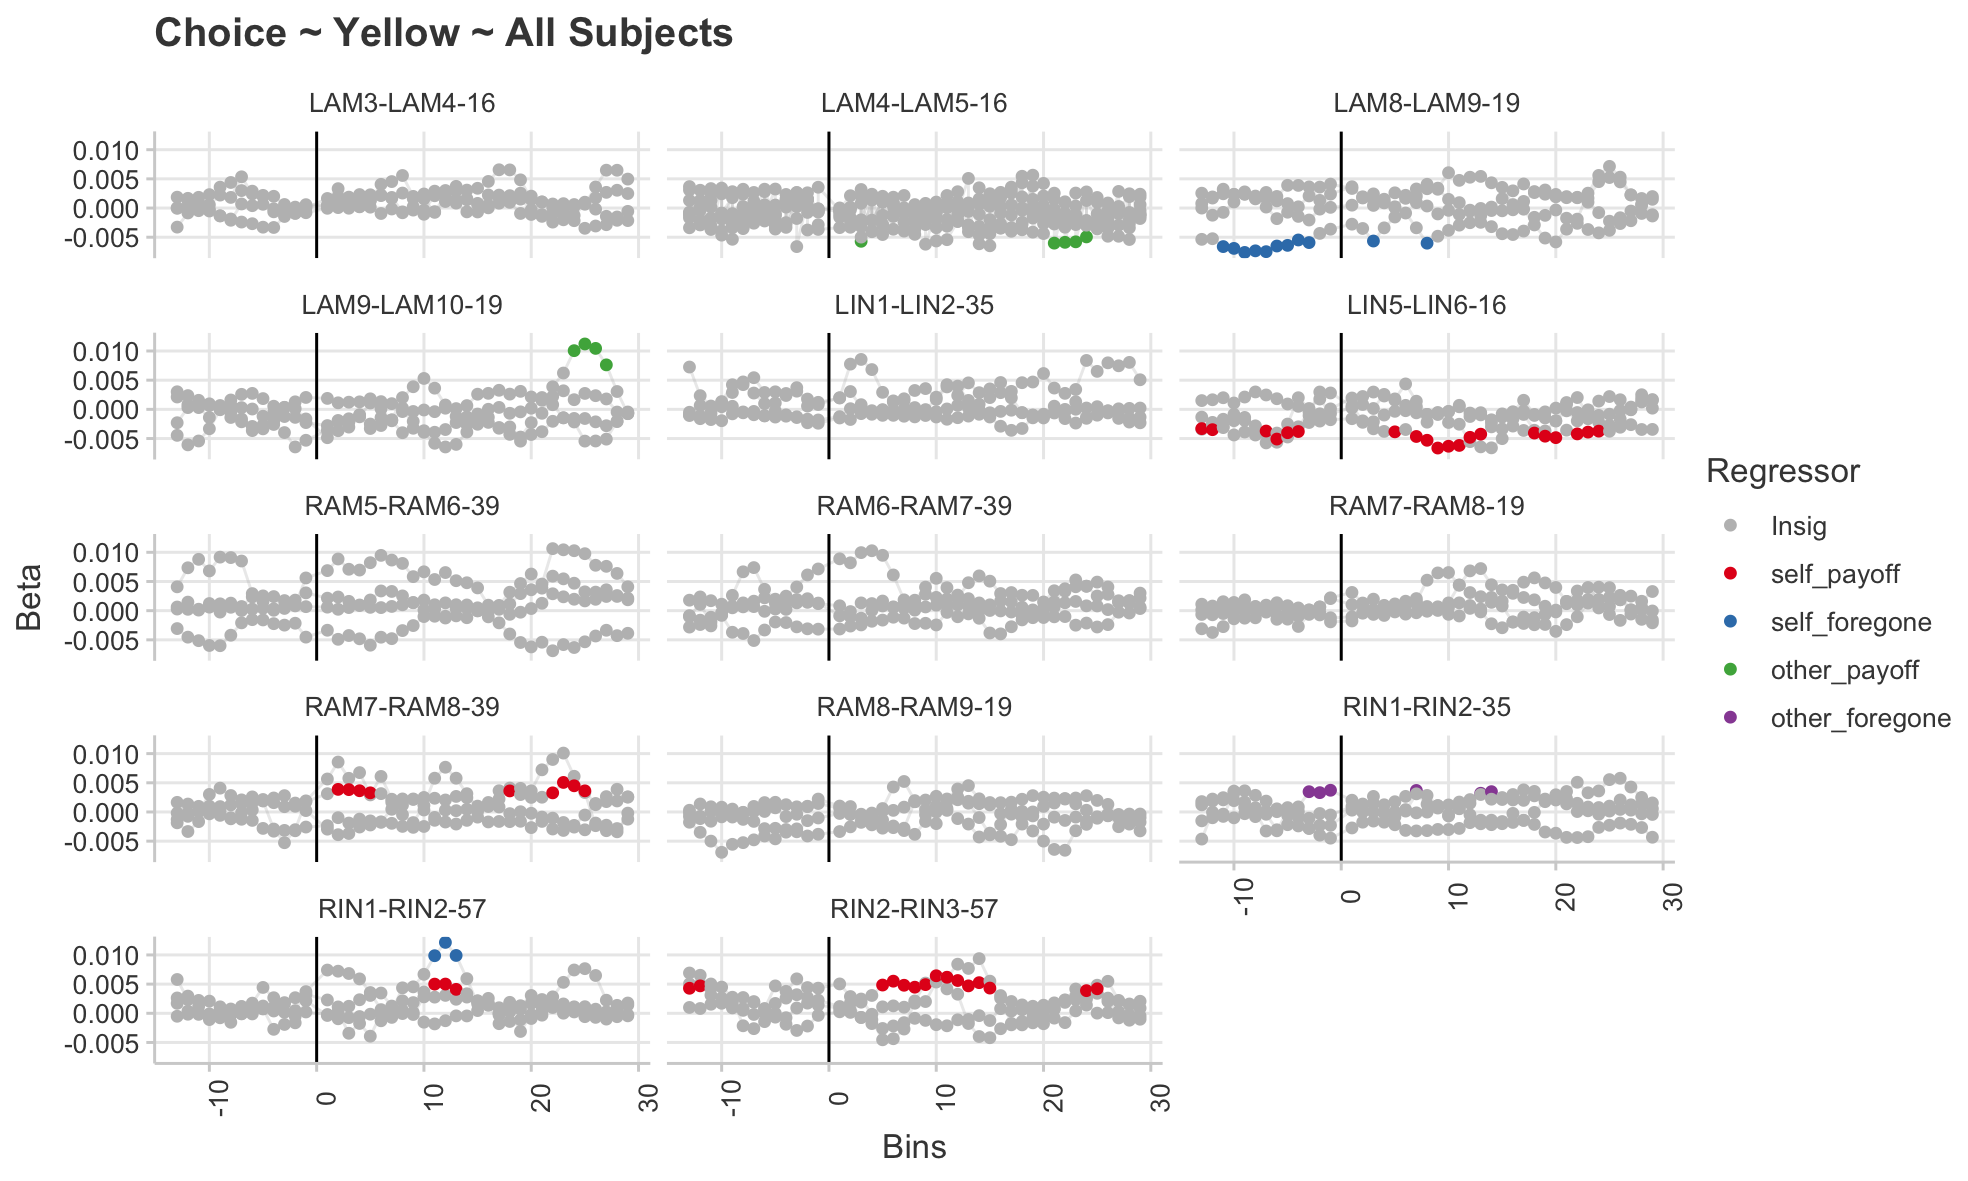 Choice ~ Yellow ~ All Subjects
LAM3-LAM4-16
LAM4-LAM5-16
LAM8-LAM9-19
0.010
0.005
0.000
-0.005
LAM9-LAM10-19
LIN1-LIN2-35
LIN5-LIN6-16
0.010
0.005
0.000
-0.005
RAM5-RAM6-39
RAM6-RAM7-39
RAM7-RAM8-19
0.010
0.005
0.000
-0.005
RAM7-RAM8-39
RAM8-RAM9-19
RIN1-RIN2-35
0.010
0.005
0.000
-0.005
-10 0 10 20 30
RIN1-RIN2-57
RIN2-RIN3-57
0.010
0.005
0.000
-0.005
-10 0 10 20 30
-10 0 10 20 30
Beta
Bins
Regressor
Insig
self_payoff
self_foregone
other_payoff
other_foregone